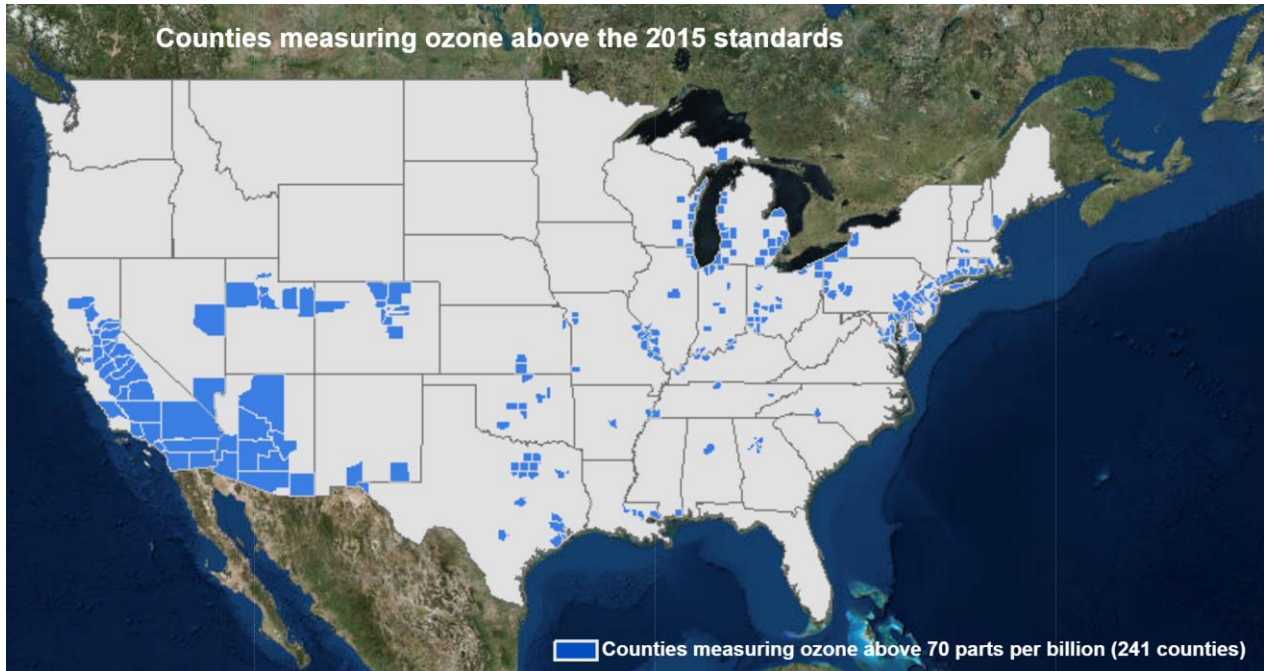 Counties measuring ozone above the 2015 standards
Counties measuring ozone above 70 parts per billion (241 counties)